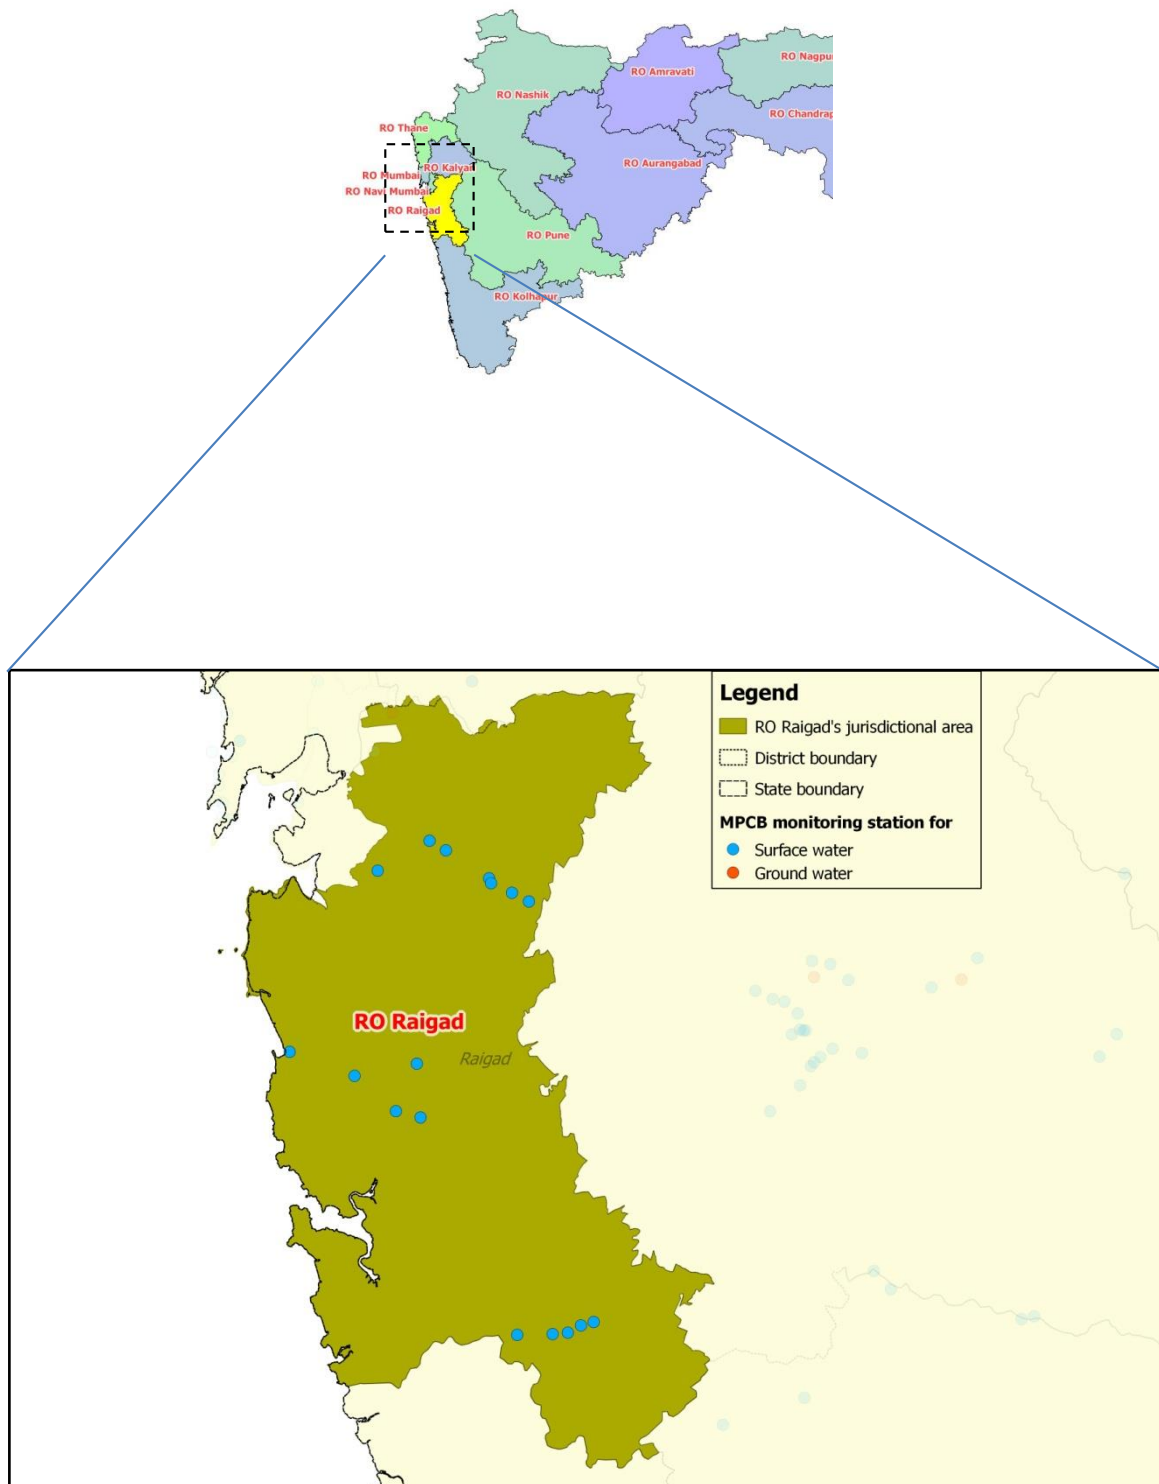 RO Nagpu
RO Amravati
RO Nashik
RO Chandrap
RO Thane
RO Aurangabad
RO Kalyan
RO Mumbai
RO Navi Mumbai
RO Raigad
RO Pune
RO Kolhapur
Legend
RO Raigad's jurisdictional area
District boundary
State boundary
MPCB monitoring station for
Surface water
Ground water
RO Raigad
Raigad